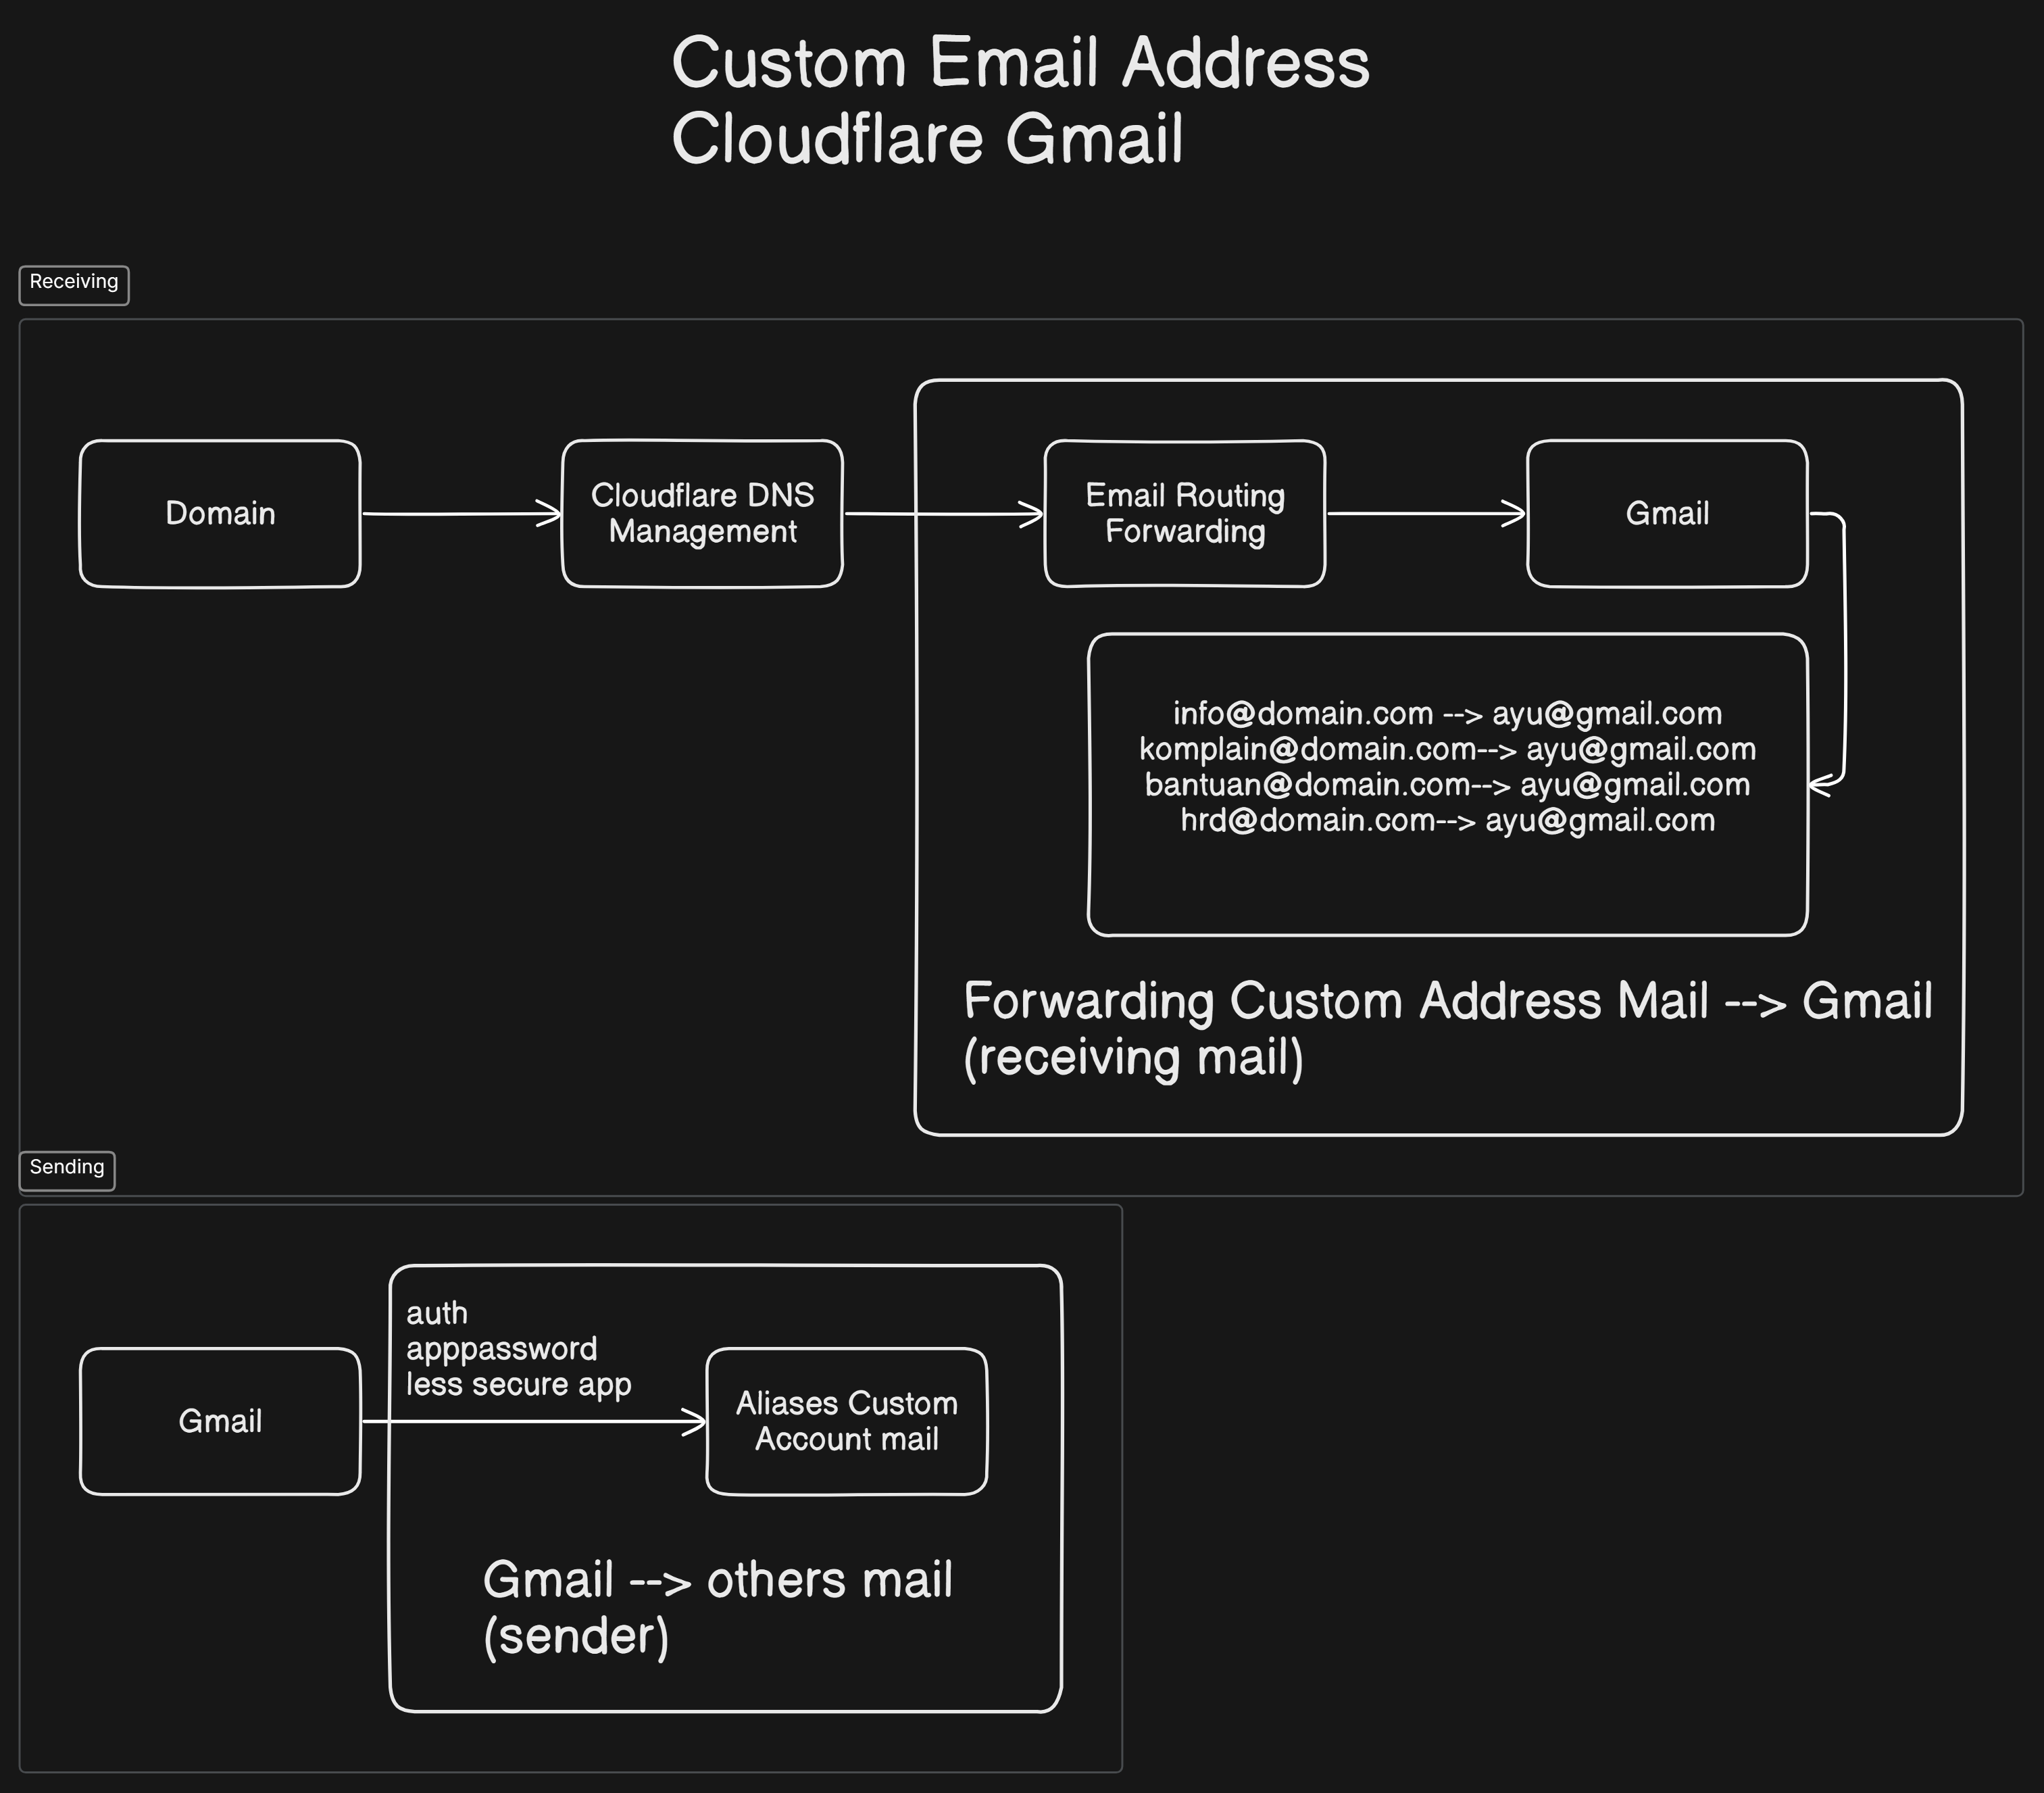 Custom Email Address
Cloudflare Gmail
Receiving
Domain
Cloudflare DNS
Management
Email Routing
Forwarding
Gmail
info@domain.com --> ayu@gmail.com
komplain@domain.com--> ayu@gmail.com
bantuan@domain.com--> ayu@gmail.com
hrd@domain.com--> ayu@gmail.com
Forwarding Custom Address Mail --> Gmail
(receiving mail)
Sending
Gmail
auth
apppassword
less secure app
Aliases Custom
Account mail
Gmail --> others mail
(sender)